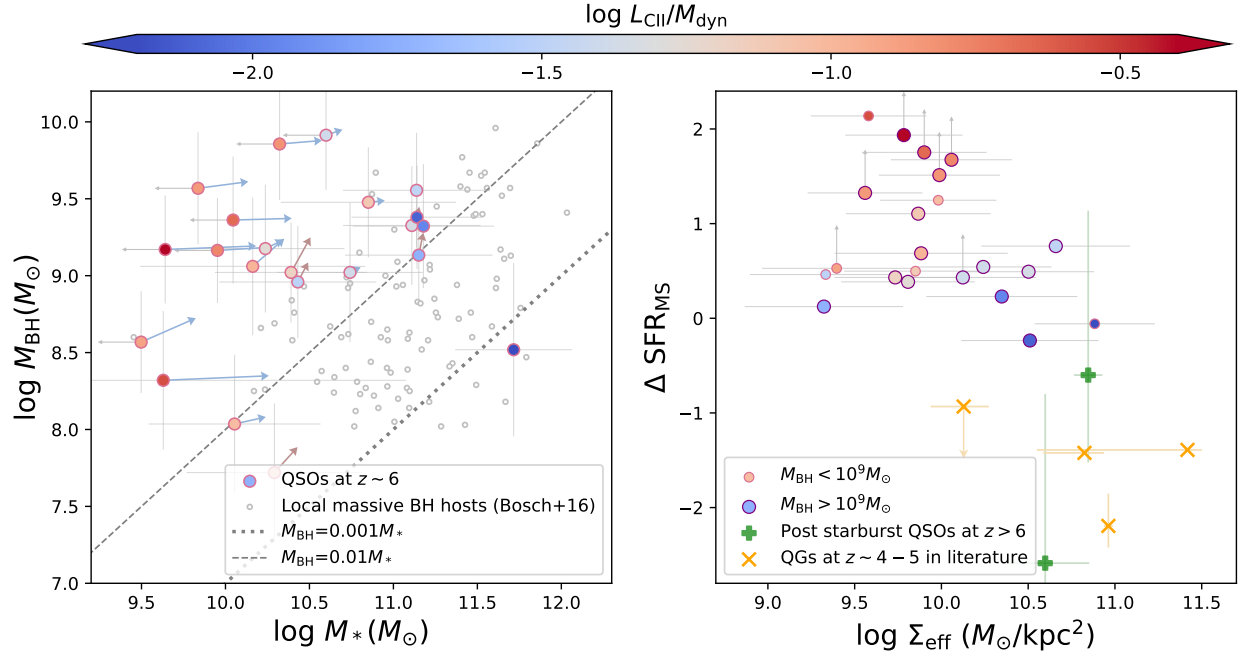 log L_CII/M_dyn
−2.0 −1.5 −1.0 −0.5
log M_BH(M_⊙)
10.0
9.5
9.0
8.5
8.0
7.5
7.0
QSOs at z ~ 6
Local massive BH hosts (Bosch+16)
M_BH=0.001M_*
M_BH=0.01M_*
9.5 10.0 10.5 11.0 11.5 12.0
log M_*(M_⊙)
Δ SFR_MS
2
1
0
−1
−2
M_BH < 10^9 M_⊙
M_BH > 10^9 M_⊙
Post starburst QSOs at z > 6
QGs at z ~ 4 − 5 in literature
9.0 9.5 10.0 10.5 11.0 11.5
log Σ_eff (M_⊙/kpc^2)